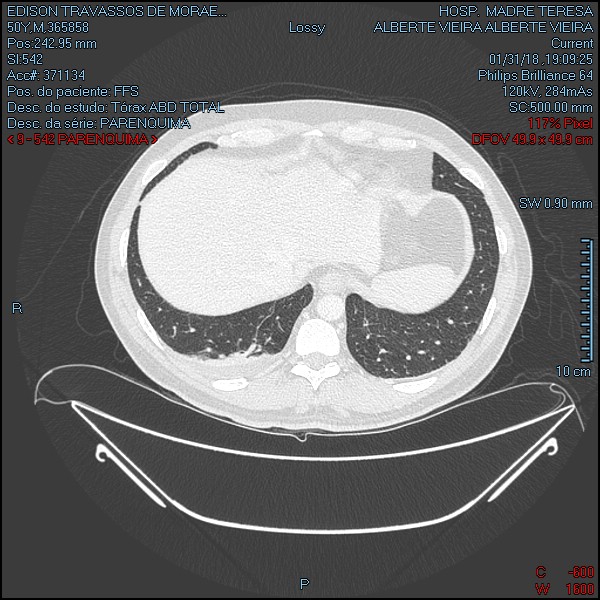 EDISON TRAVASSOS DE MORAE...
50Y,M,365858
Pos:242.95 mm
Sl:542
Acc#: 371134
Pos. do paciente: FFS
Desc. do estudo: Tórax ABD TOTAL
Desc. da série: PARENQUIMA
< 9 - 542 PARENQUIMA >
Lossy
HOSP. MADRE TERESA
ALBERTE VIEIRA ALBERTE VIEIRA
Current
01/31/18 ,19:09:25
Philips Brilliance 64
120kV, 284mAs
SC:500.00 mm
117% Pixel
DFOV 49.9 x 49.9 cm
SW 0.90 mm
R
10 cm
P
C -600
W 1600